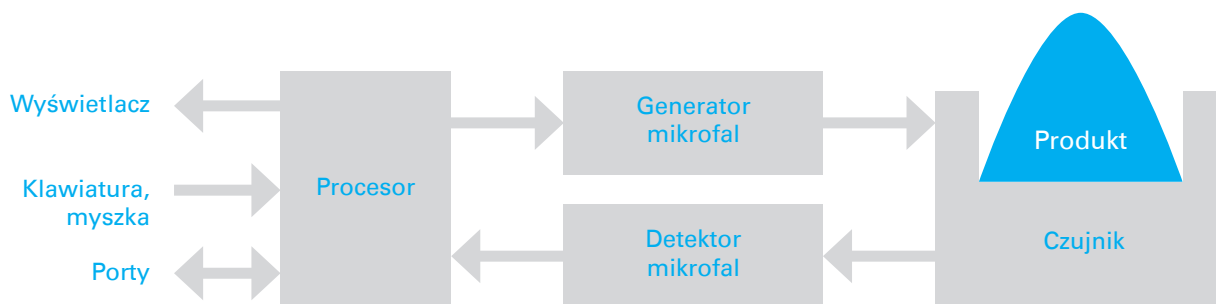 Wyświetlacz
Klawiatura,
myszka
Porty
Procesor
Generator
mikrofal
Detektor
mikrofal
Produkt
Czujnik